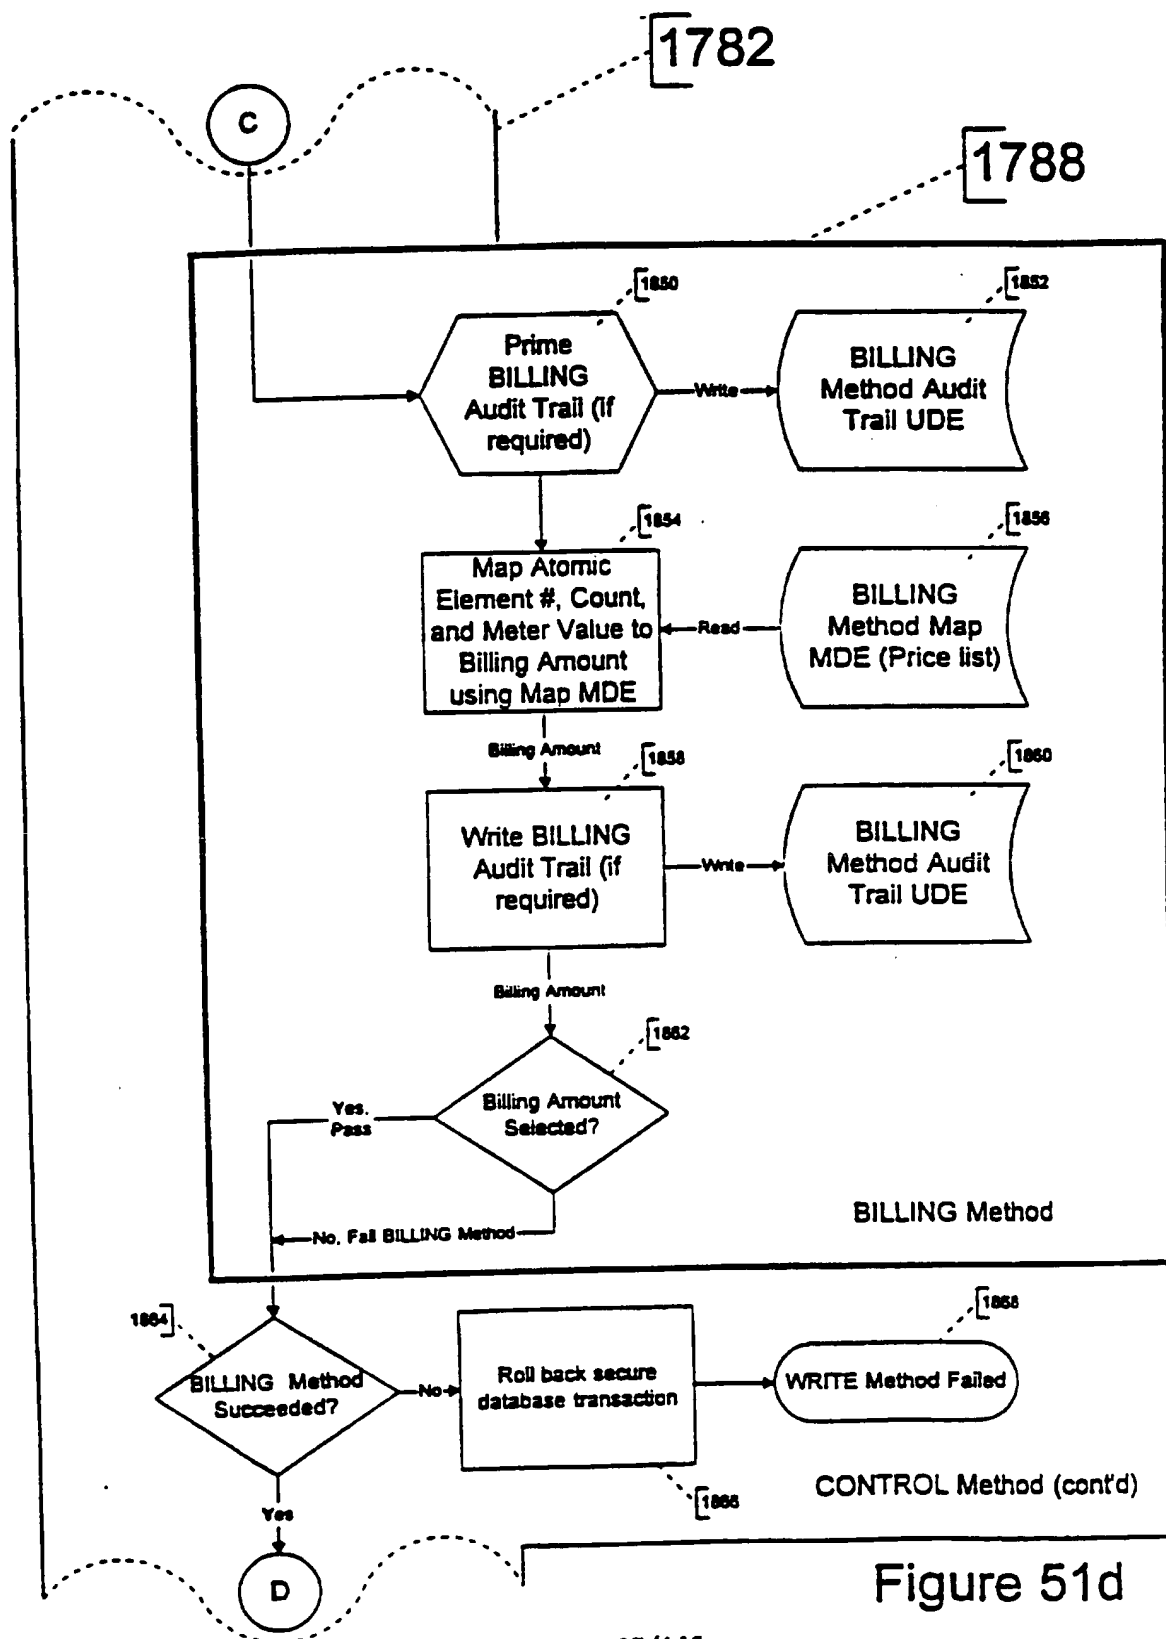 1782
C
1788
1850
Prime
BILLING
Audit Trail (if
required)
Write
1852
BILLING
Method Audit
Trail UDE
1854
Map Atomic
Element #, Count,
and Meter Value to
Billing Amount
using Map MDE
Read
1856
BILLING
Method Map
MDE (Price list)
Billing Amount
1858
Write BILLING
Audit Trail (if
required)
Write
1860
BILLING
Method Audit
Trail UDE
Billing Amount
1862
Billing Amount
Selected?
Yes,
Pass
No, Fail BILLING Method
BILLING Method
1864
BILLING Method
Succeeded?
No
Roll back secure
database transaction
1866
1868
WRITE Method Failed
CONTROL Method (cont'd)
Yes
D
Figure 51d